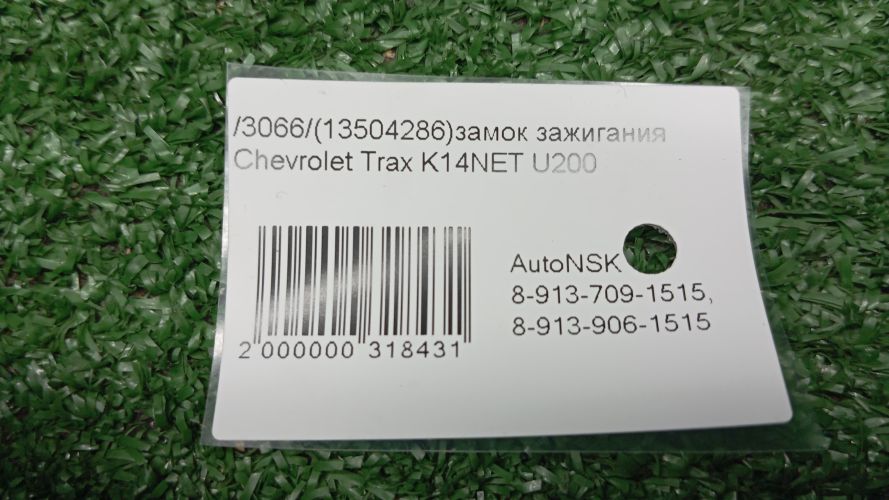 /3066/(13504286)замок зажигания
Chevrolet Trax K14NET U200
AutoNSK
8-913-709-1515,
8-913-906-1515
2 000000 318431